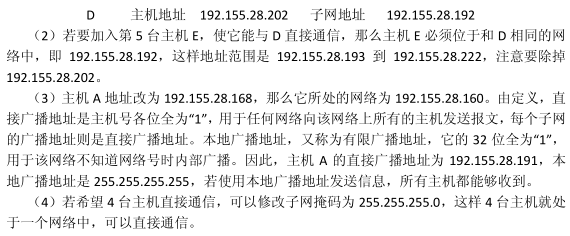 D 主机地址 192.155.28.202 子网地址 192.155.28.192
（2）若要加入第 5 台主机 E，使它能与 D 直接通信，那么主机 E 必须位于和 D 相同的网
络中，即 192.155.28.192，这样地址范围是 192.155.28.193 到 192.155.28.222，注意要除掉
192.155.28.202。
（3）主机 A 地址改为 192.155.28.168，那么它所处的网络为 192.155.28.160。由定义，直
接广播地址是主机号各位全为“1”，用于任何网络向该网络上所有的主机发送报文，每个子网
的广播地址则是直接广播地址。本地广播地址，又称为有限广播地址，它的 32 位全为“1”，
用于该网络不知道网络号时内部广播。因此，主机 A 的直接广播地址为 192.155.28.191，本
地广播地址是 255.255.255.255，若使用本地广播地址发送信息，所有主机都能够收到。
（4）若希望 4 台主机直接通信，可以修改子网掩码为 255.255.255.0，这样 4 台主机就处
于一个网络中，可以直接通信。